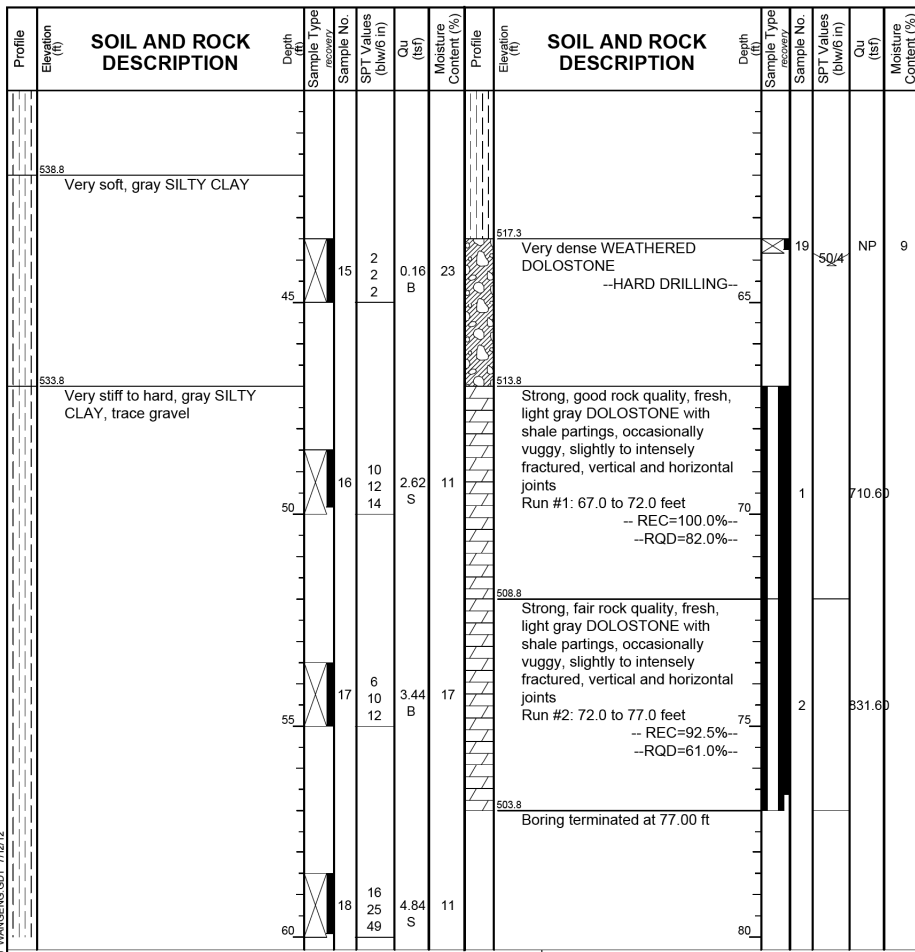 Profile
Elevation
(ft)
SOIL AND ROCK
DESCRIPTION
Depth
(ft)
Sample Type
recovery
Sample No.
SPT Values
(blw/6 in)
Qu
(tsf)
Moisture
Content (%)
538.8
Very soft, gray SILTY CLAY
45
15
2
2
2
0.16
B
23
533.8
Very stiff to hard, gray SILTY
CLAY, trace gravel
50
16
10
12
14
2.62
S
11
55
17
6
10
12
3.44
B
17
60
18
16
25
49
4.84
S
11
Profile
Elevation
(ft)
SOIL AND ROCK
DESCRIPTION
Depth
(ft)
Sample Type
recovery
Sample No.
SPT Values
(blw/6 in)
Qu
(tsf)
Moisture
Content (%)
517.3
Very dense WEATHERED
DOLOSTONE
--HARD DRILLING--
65
19
50/4
NP
9
513.8
Strong, good rock quality, fresh,
light gray DOLOSTONE with
shale partings, occasionally
vuggy, slightly to intensely
fractured, vertical and horizontal
joints
Run #1: 67.0 to 72.0 feet
70
-- REC=100.0%--
--RQD=82.0%--
1
710.60
508.8
Strong, fair rock quality, fresh,
light gray DOLOSTONE with
shale partings, occasionally
vuggy, slightly to intensely
fractured, vertical and horizontal
joints
Run #2: 72.0 to 77.0 feet
75
-- REC=92.5%--
--RQD=61.0%--
2
831.60
503.8
Boring terminated at 77.00 ft
80
WANGENG.GDT 7/12/12